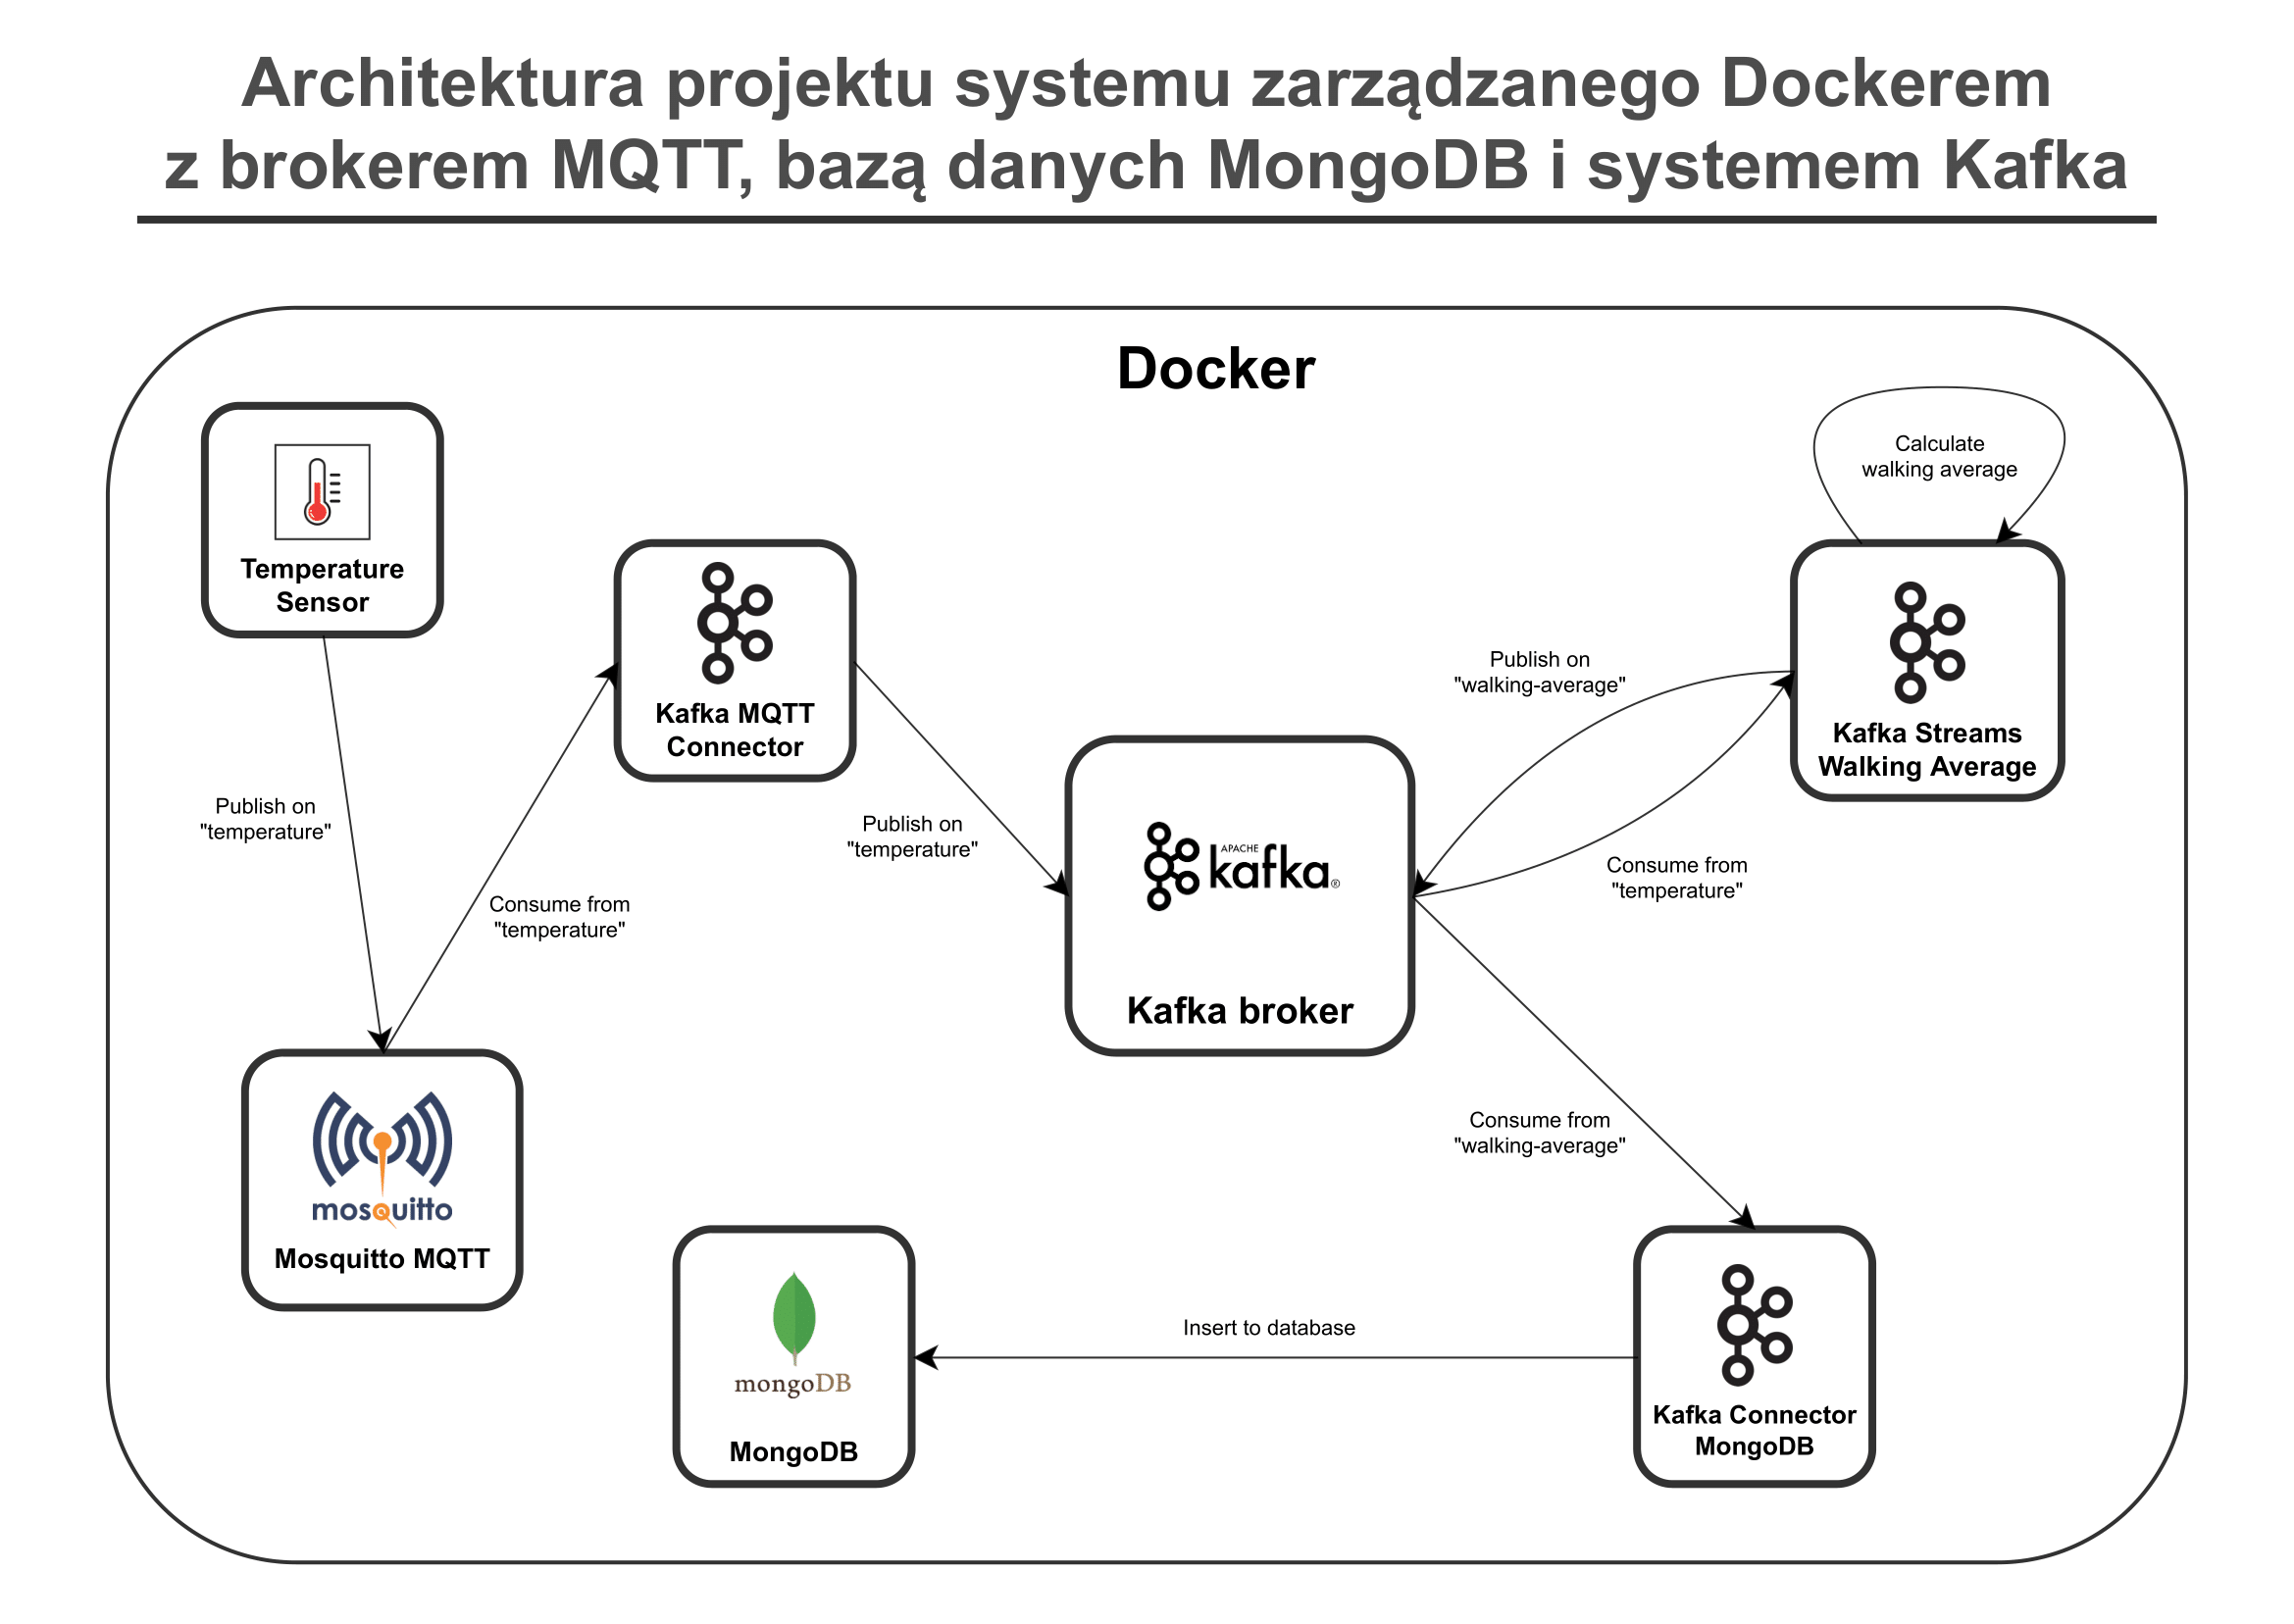 Architektura projektu systemu zarządzanego Dockerem
z brokerem MQTT, bazą danych MongoDB i systemem Kafka
Docker
Temperature
Sensor
Calculate
walking average
Kafka MQTT
Connector
Publish on
"walking-average"
Kafka Streams
Walking Average
Publish on
"temperature"
Publish on
"temperature"
APACHE
kafka®
Consume from
"temperature"
Consume from
"temperature"
Kafka broker
Consume from
"walking-average"
mosquitto
Mosquitto MQTT
Insert to database
mongoDB
MongoDB
Kafka Connector
MongoDB